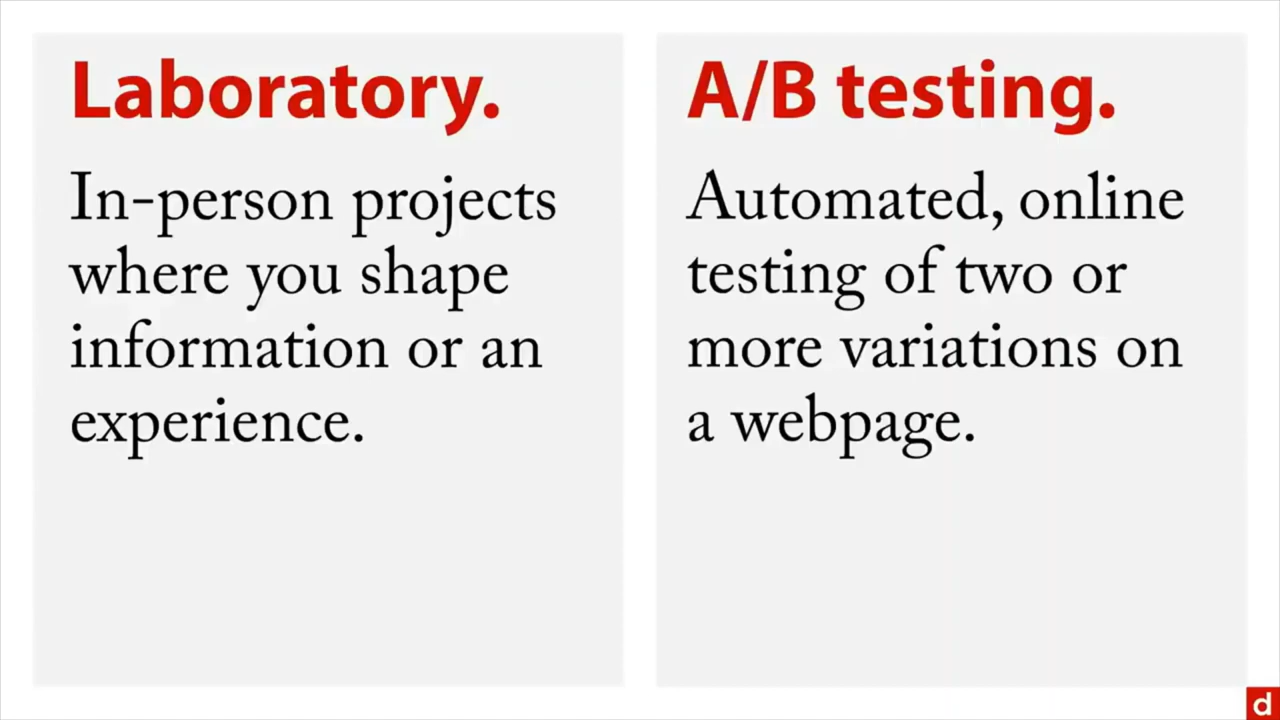 Laboratory.
In-person projects
where you shape
information or an
experience.
A/B testing.
Automated, online
testing of two or
more variations on
a webpage.
d